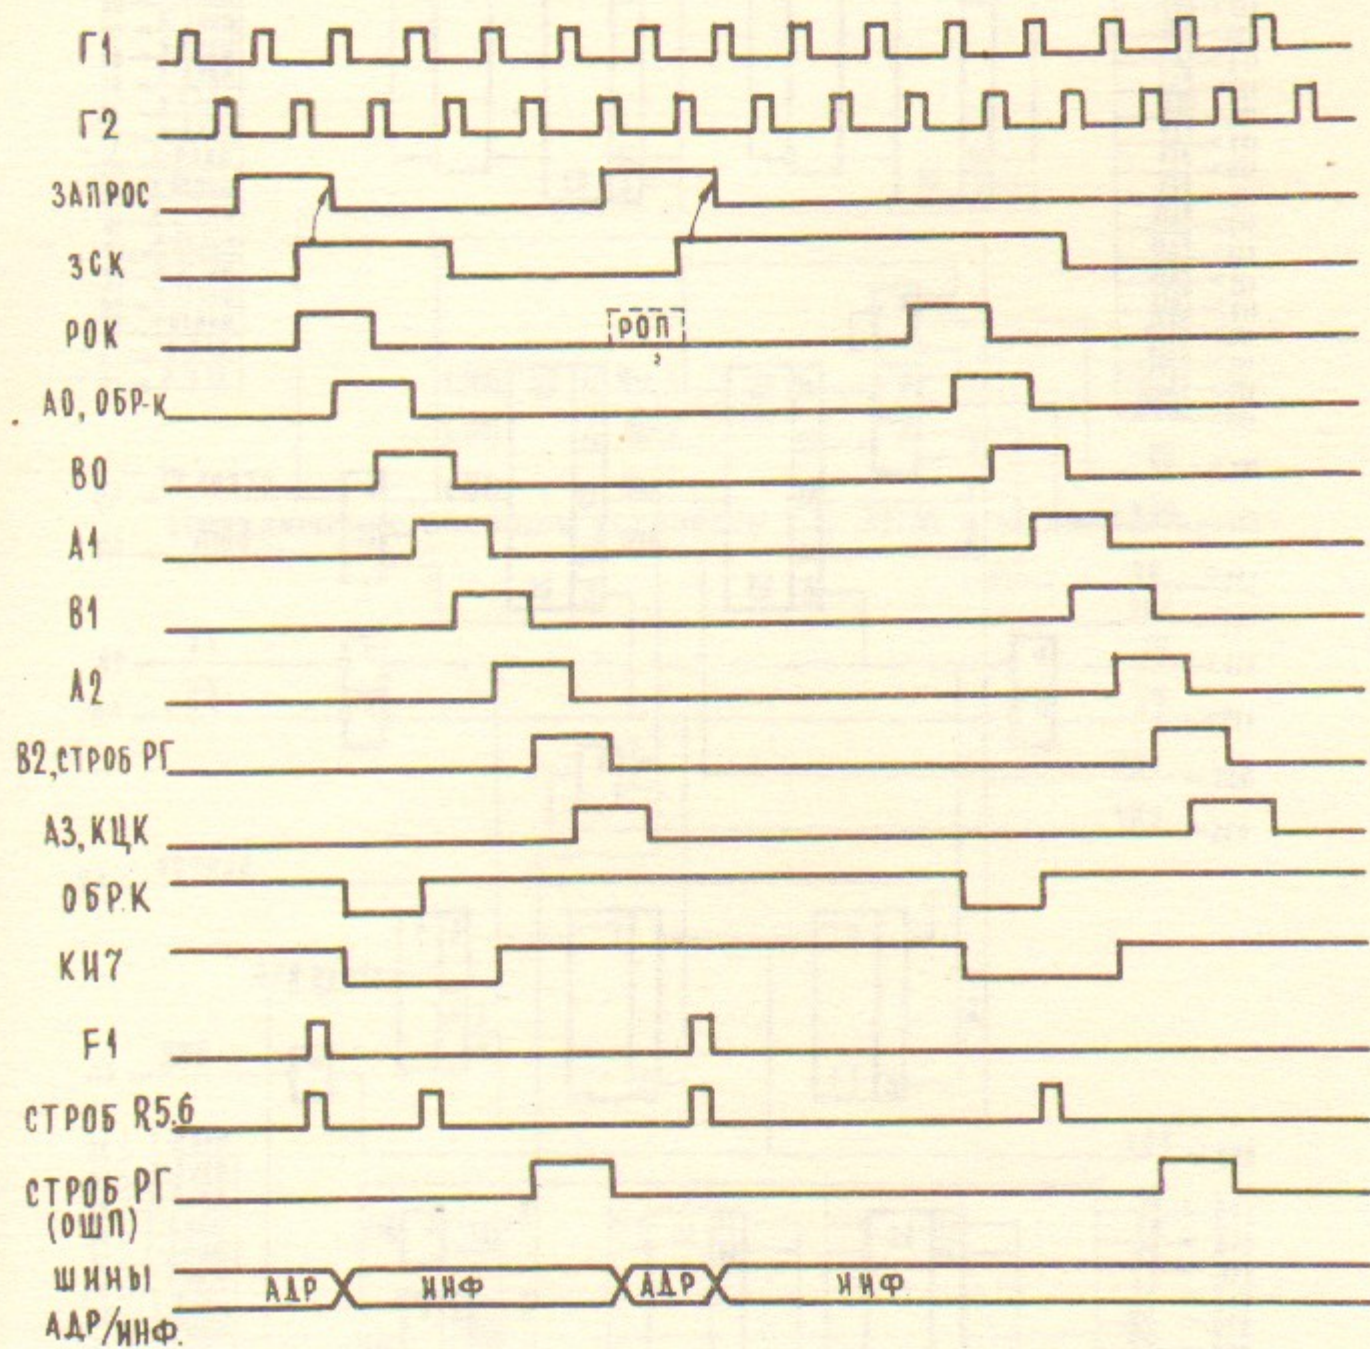 Г1
Г2
ЗАПРОС
ЗСК
РОК
РОП
А0, ОБР-К
В0
А1
В1
А2
В2,СТРОБ РГ
А3,КЦК
ОБР.К
КИ7
F1
СТРОБ R5,6
СТРОБ РГ
(ОШП)
ШИНЫ АДР ИНФ АДР ИНФ
АДР/ИНФ.